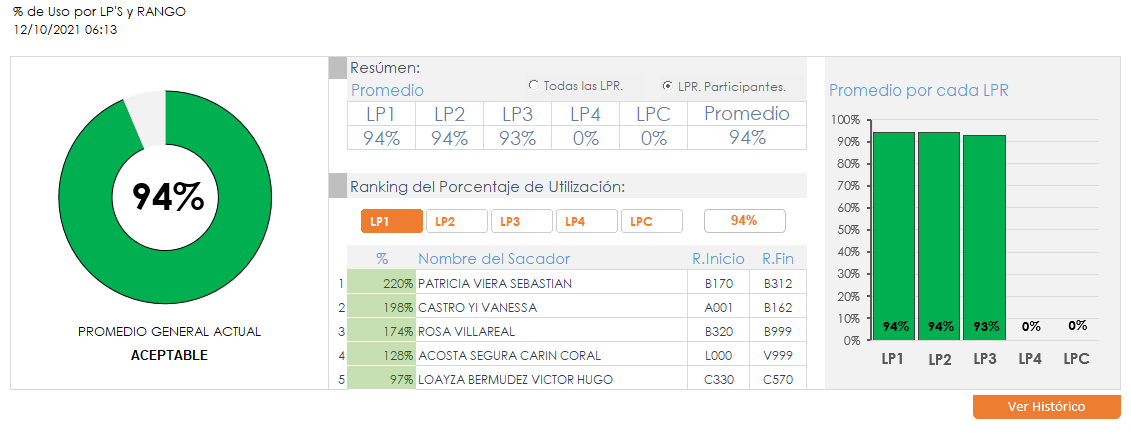 % de Uso por LP'S y RANGO
12/10/2021 06:13
94%
PROMEDIO GENERAL ACTUAL
ACEPTABLE
Resúmen:
Promedio
Todas las LPR.
LPR. Participantes.
LP1 LP2 LP3 LP4 LPC Promedio
94% 94% 93% 0% 0% 94%
Ranking del Porcentaje de Utilización:
LP1 LP2 LP3 LP4 LPC 94%
% Nombre del Sacador R.Inicio R.Fin
1 220% PATRICIA VIERA SEBASTIAN B170 B312
2 198% CASTRO YI VANESSA A001 B162
3 174% ROSA VILLAREAL B320 B999
4 128% ACOSTA SEGURA CARIN CORAL L000 V999
5 97% LOAYZA BERMUDEZ VICTOR HUGO C330 C570
Promedio por cada LPR
100%
90%
80%
70%
60%
50%
40%
30%
20%
10%
0%
94% 94% 93% 0% 0%
LP1 LP2 LP3 LP4 LPC
Ver Histórico